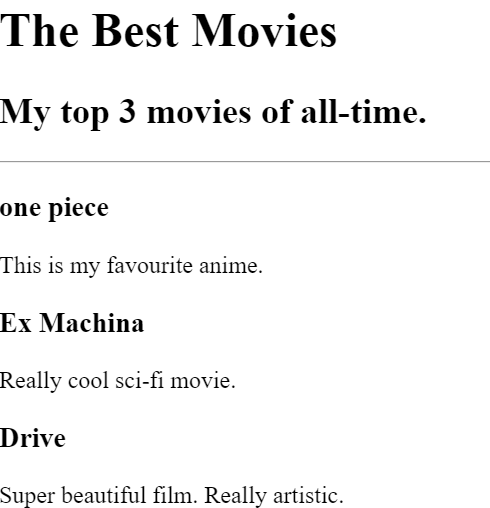 The Best Movies
My top 3 movies of all-time.
one piece
This is my favourite anime.
Ex Machina
Really cool sci-fi movie.
Drive
Super beautiful film. Really artistic.